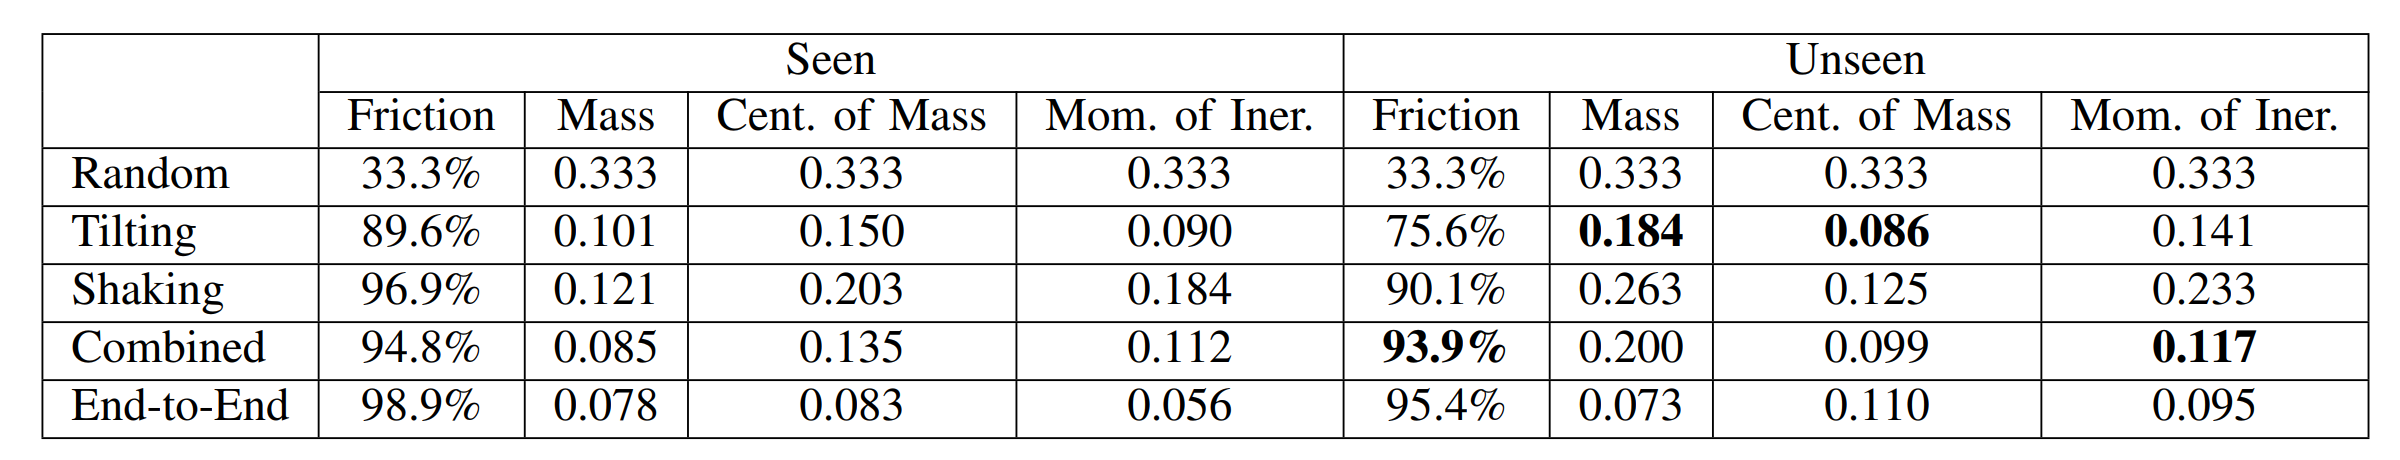 Seen Unseen
Friction Mass Cent. of Mass Mom. of Iner. Friction Mass Cent. of Mass Mom. of Iner.
Random 33.3% 0.333 0.333 0.333 33.3% 0.333 0.333 0.333
Tilting 89.6% 0.101 0.150 0.090 75.6% 0.184 0.086 0.141
Shaking 96.9% 0.121 0.203 0.184 90.1% 0.263 0.125 0.233
Combined 94.8% 0.085 0.135 0.112 93.9% 0.200 0.099 0.117
End-to-End 98.9% 0.078 0.083 0.056 95.4% 0.073 0.110 0.095